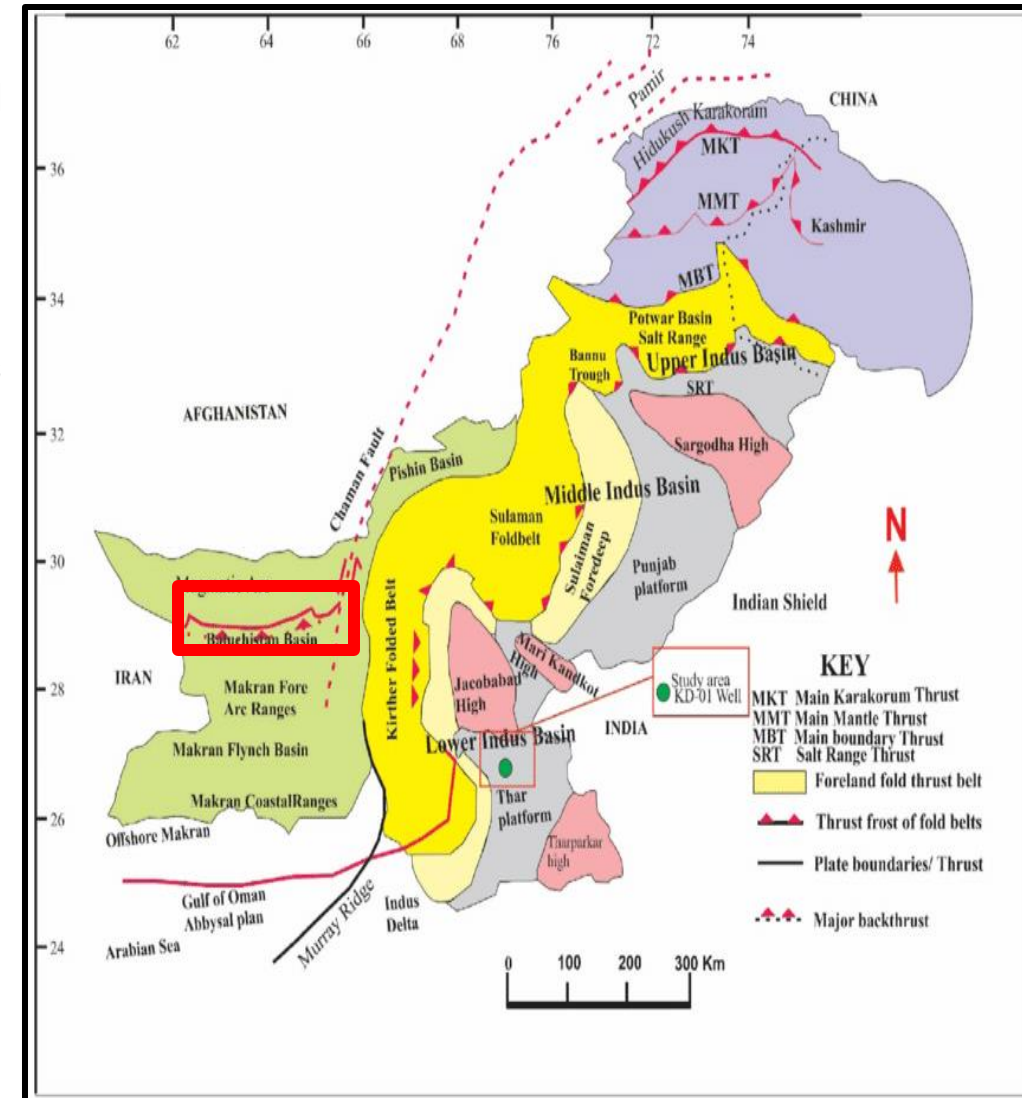 62 64 66 68 76 72 74
36
34
32
30
28
26
24
Pamir
CHINA
Hidukush Karakoram
MKT
MMT
Kashmir
MBT
Potwar Basin
Salt Range
Bannu
Trough
Upper Indus Basin
SRT
Sargodha High
AFGHANISTAN
Chaman Fault
Pishin Basin
Middle Indus Basin
Sulaman
Foldbelt
Sulaiman
Foredeep
Punjab
platform
Indian Shield
N
Baluchistan Basin
IRAN
Makran Fore
Arc Ranges
Makran Flynch Basin
Makran CoastalRanges
Offshore Makran
Kirther Folded Belt
Jacobabad
High
Mari Kandkot
High
Lower Indus Basin
INDIA
Study area
KD-01 Well
Thar
platform
Tharparkar
high
Gulf of Oman
Abbysal plan
Arabian Sea
Murray Ridge
Indus
Delta
KEY
MKT Main Karakorum Thrust
MMT Main Mantle Thrust
MBT Main boundary Thrust
SRT Salt Range Thrust
Foreland fold thrust belt
Thrust frost of fold belts
Plate boundaries/ Thrust
Major backthrust
0 100 200 300 Km